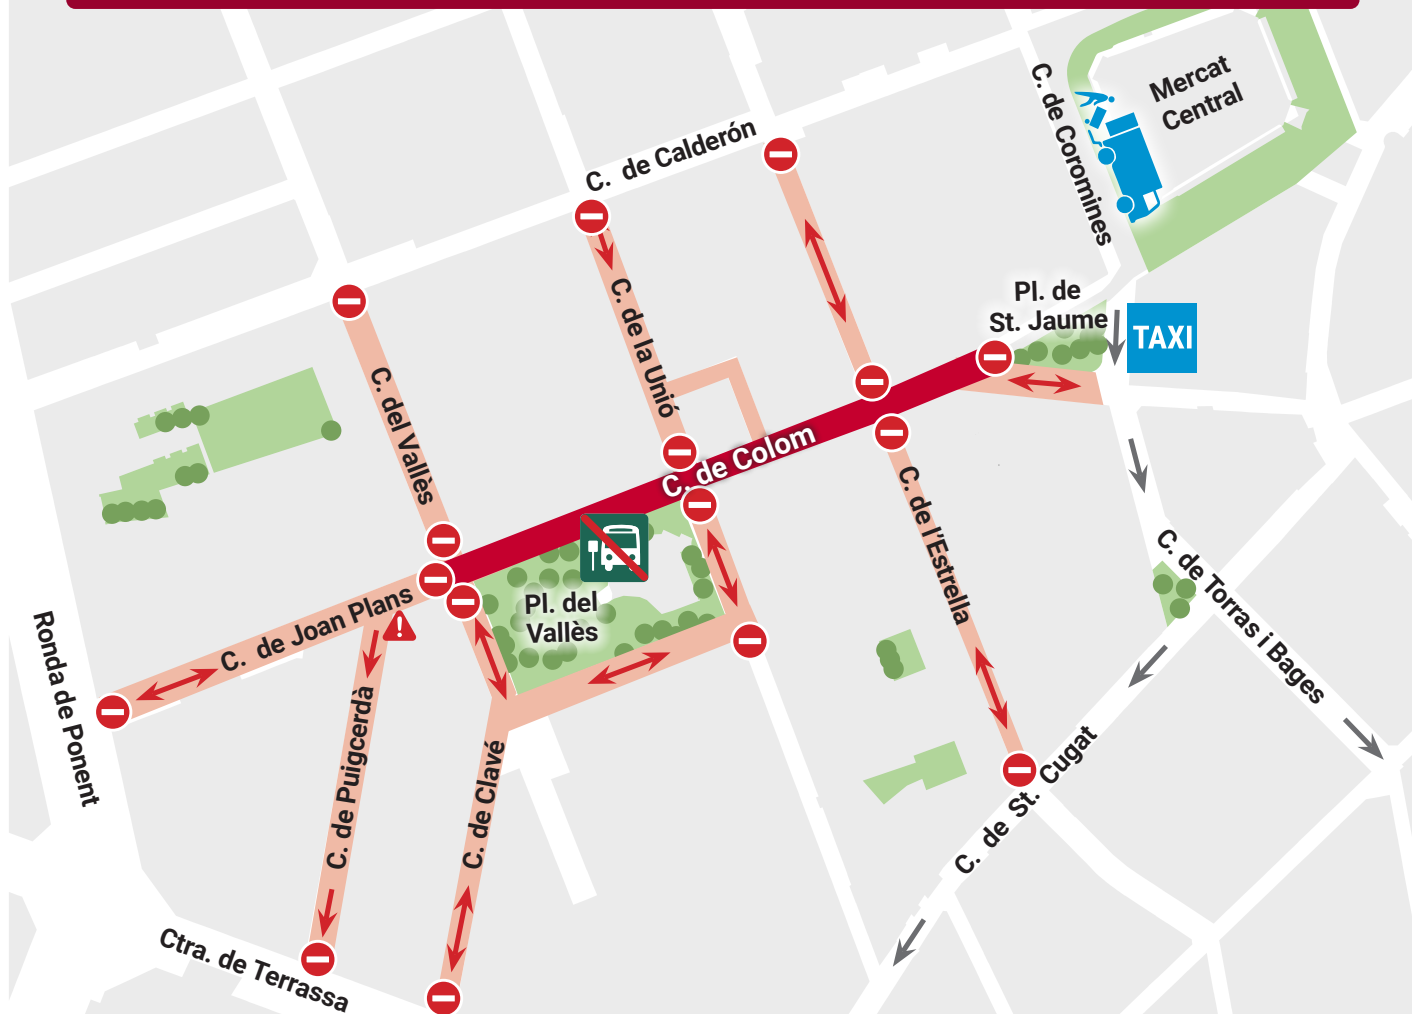 Mercat
Central
C. de Coromines
C. de Calderón
C. de la Unió
Pl. de
St. Jaume
TAXI
C. del Vallès
C. de Colom
C. de l'Estrella
Pl. del
Vallès
C. de Joan Plans
C. de Torras i Bages
Ronda de Ponent
C. de Puigcerdà
C. de Clavé
C. de St. Cugat
Ctra. de Terrassa